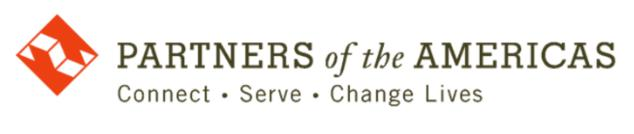 PARTNERS of the AMERICAS
Connect • Serve • Change Lives